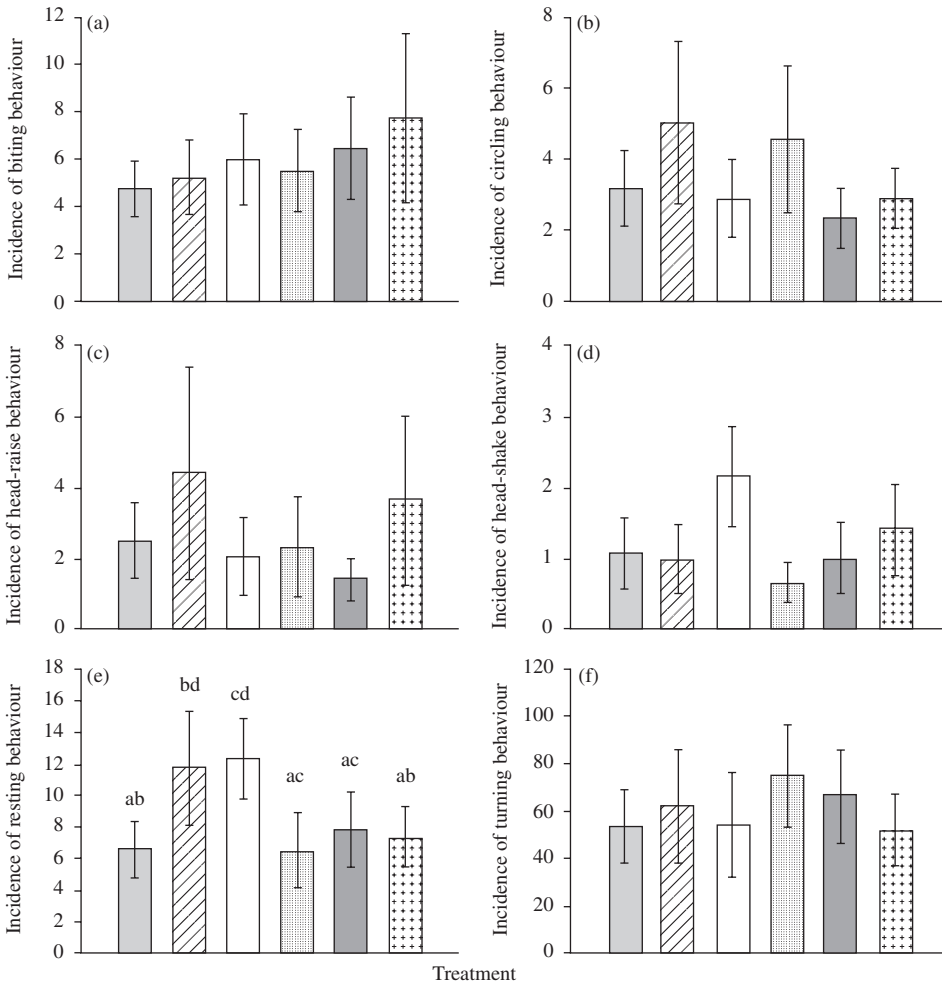 (a)
Incidence of biting behaviour
12
10
8
6
4
2
0
(b)
Incidence of circling behaviour
8
6
4
2
0
(c)
Incidence of head-raise behaviour
8
6
4
2
0
(d)
Incidence of head-shake behaviour
4
3
2
1
0
(e)
Incidence of resting behaviour
18
16
14
12
10
8
6
4
2
0
ab
bd
cd
ac
ac
ab
(f)
Incidence of turning behaviour
120
100
80
60
40
20
0
Treatment